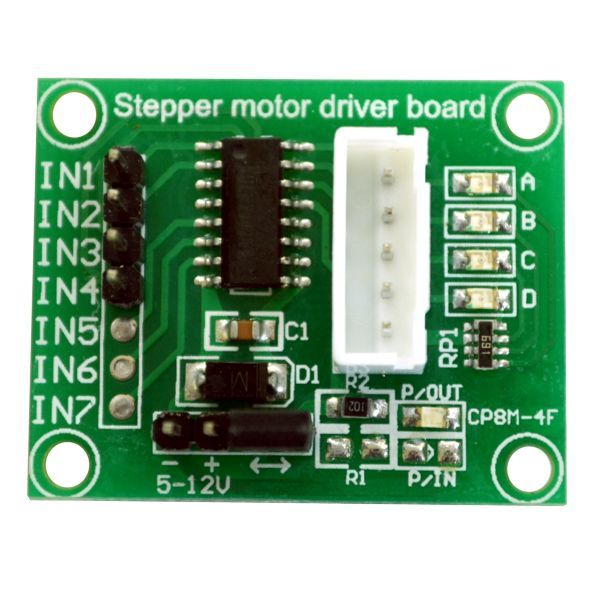 Stepper motor driver board
IN1
IN2
IN3
IN4
IN5
IN6
IN7
A
B
C
D
RP1
691
C1
D1
M
R2
102
P/OUT
CP8M-4F
R1
P/IN
- + ↔
5-12V